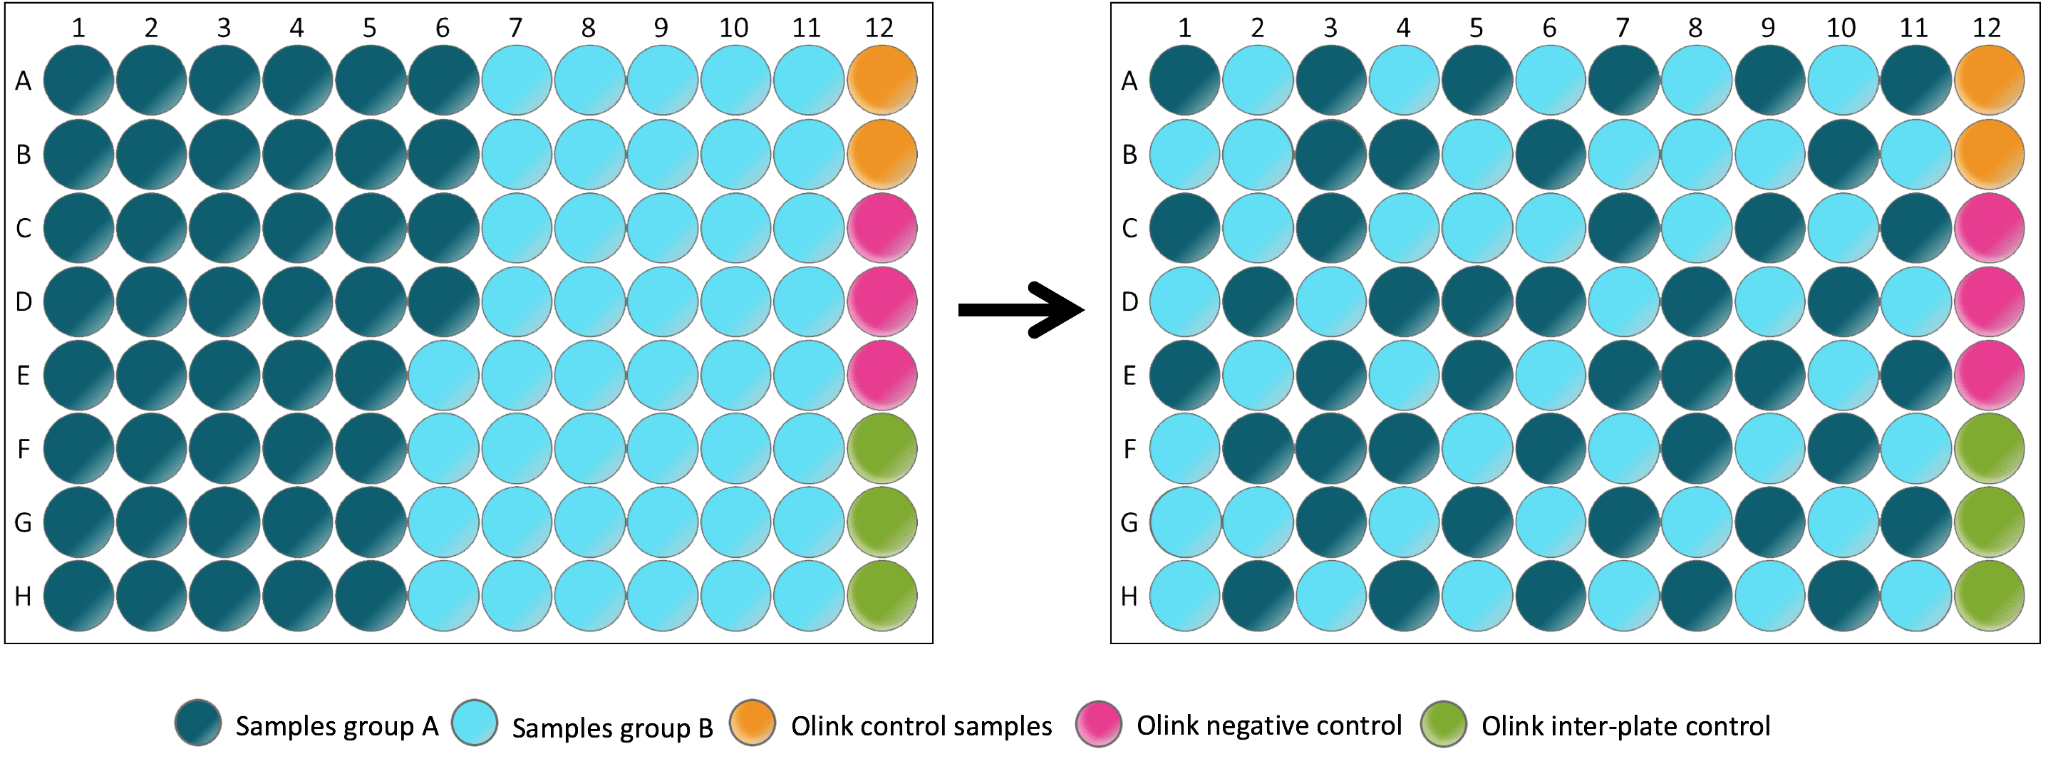 1 2 3 4 5 6 7 8 9 10 11 12
A
B
C
D
E
F
G
H
1 2 3 4 5 6 7 8 9 10 11 12
A
B
C
D
E
F
G
H
Samples group A Samples group B Olink control samples Olink negative control Olink inter-plate control